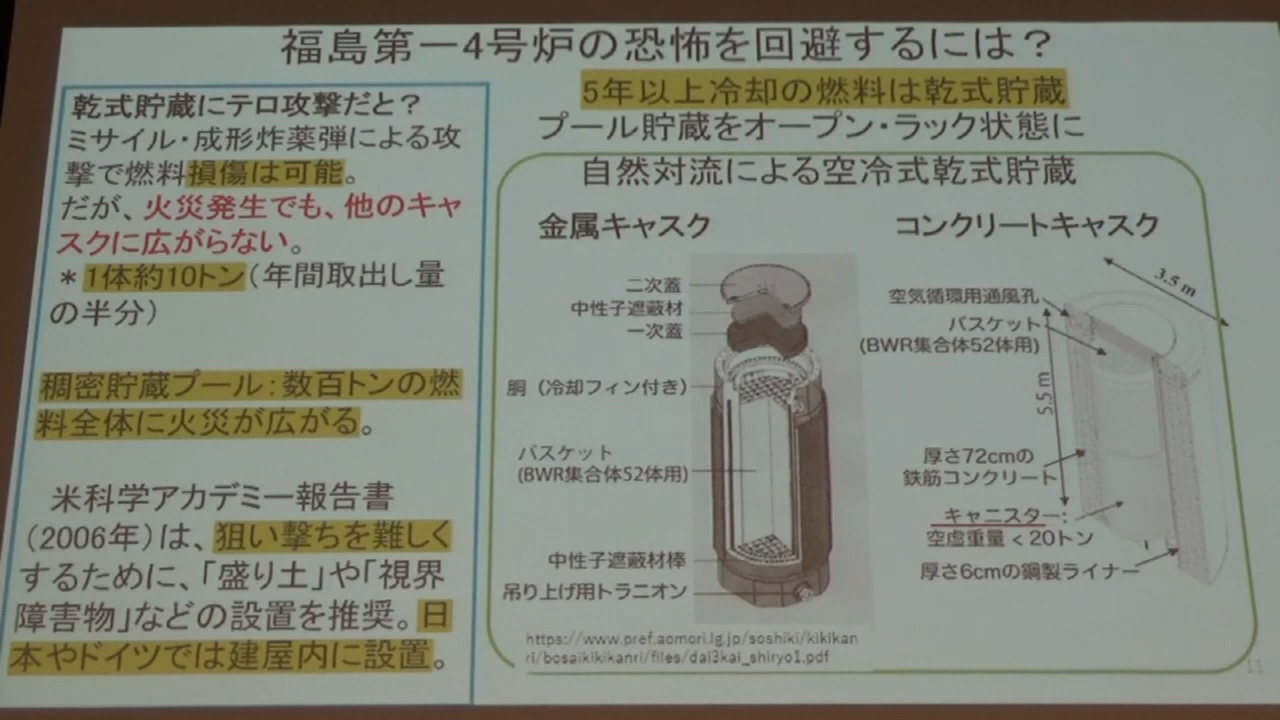 福島第一4号炉の恐怖を回避するには？
乾式貯蔵にテロ攻撃だと？
ミサイル・成形炸薬弾による攻
撃で燃料損傷は可能。
だが、火災発生でも、他のキャ
スクに広がらない。
＊1体約10トン（年間取出し量
の半分）
稠密貯蔵プール：数百トンの燃
料全体に火災が広がる。
米科学アカデミー報告書
（2006年）は、狙い撃ちを難しく
するために、「盛り土」や「視界
障害物」などの設置を推奨。日
本やドイツでは建屋内に設置。
5年以上冷却の燃料は乾式貯蔵
プール貯蔵をオープン・ラック状態に
自然対流による空冷式乾式貯蔵
金属キャスク
二次蓋
中性子遮蔽材
一次蓋
胴（冷却フィン付き）
バスケット
(BWR集合体52体用)
中性子遮蔽材棒
吊り上げ用トラニオン
https://www.pref.aomori.lg.jp/soshiki/kikikan
ri/bosaikikikanri/files/dai3kai_shiryo1.pdf
コンクリートキャスク
3.5 m
空気循環用通風孔
バスケット
(BWR集合体52体用)
5.5 m
厚さ72cmの
鉄筋コンクリート
キャニスター：
空虚重量 < 20トン
厚さ6cmの鋼製ライナー
11